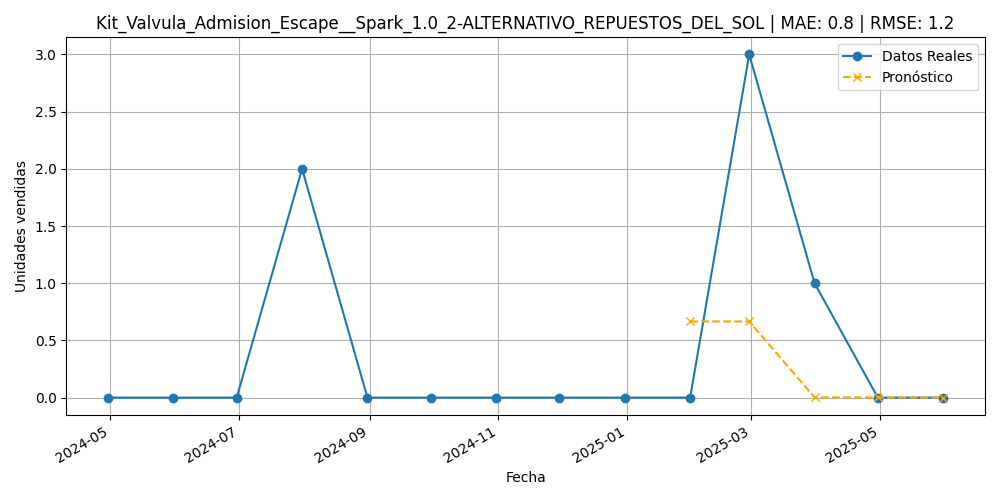 Kit_Valvula_Admision_Escape__Spark_1.0_2-ALTERNATIVO_REPUESTOS_DEL_SOL | MAE: 0.8 | RMSE: 1.2
Datos Reales
Pronóstico
Unidades vendidas
3.0
2.5
2.0
1.5
1.0
0.5
0.0
2024-05
2024-07
2024-09
2024-11
2025-01
2025-03
2025-05
Fecha